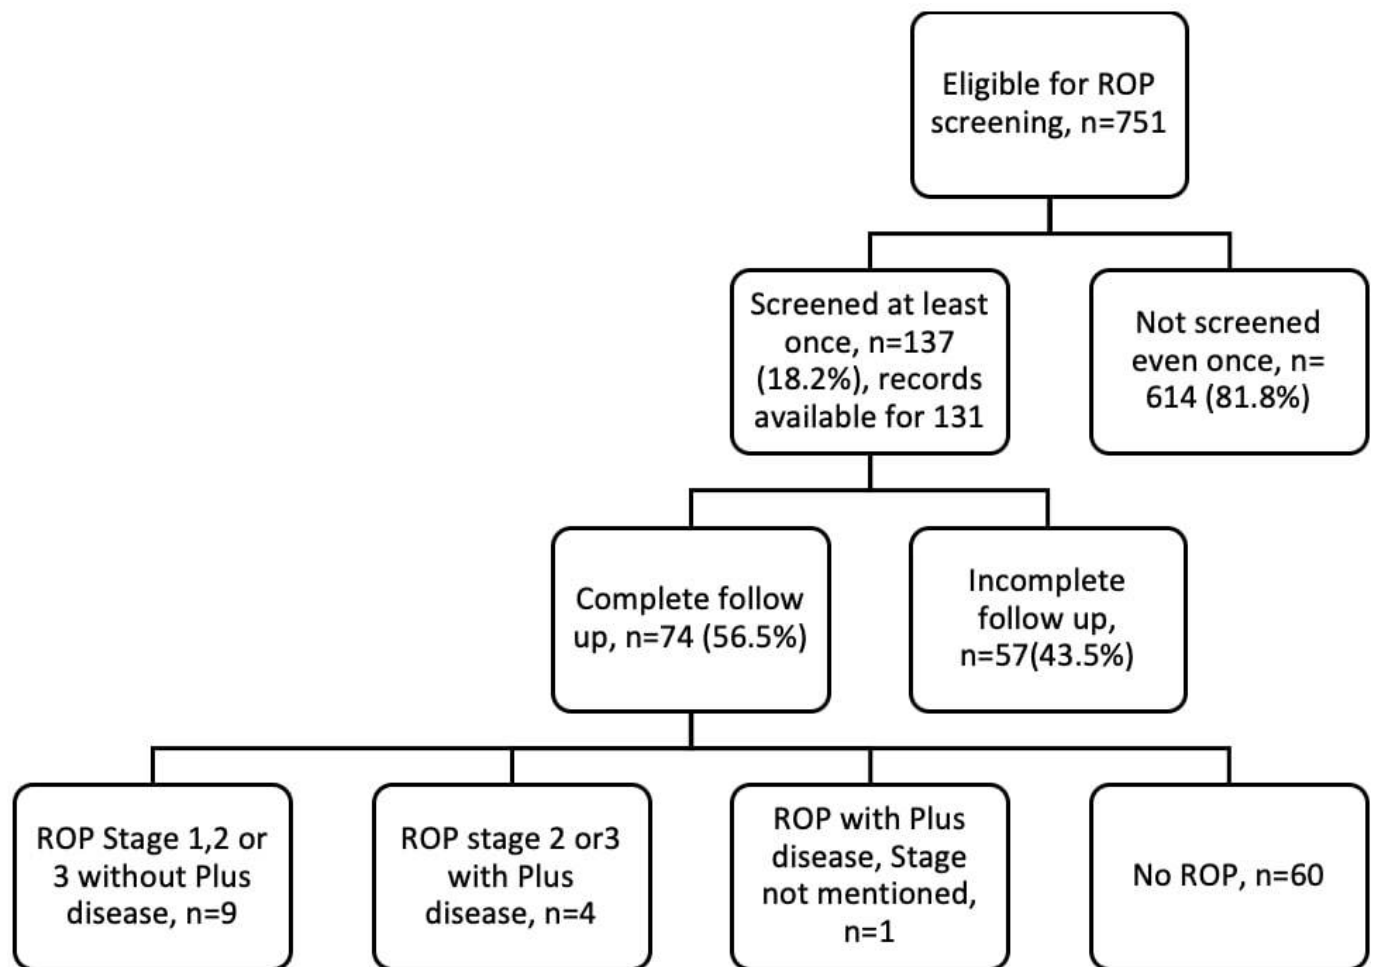 Eligible for ROP
screening, n=751
Screened at least
once, n=137
(18.2%), records
available for 131
Not screened
even once, n=
614 (81.8%)
Complete follow
up, n=74 (56.5%)
Incomplete
follow up,
n=57(43.5%)
ROP Stage 1,2 or
3 without Plus
disease, n=9
ROP stage 2 or3
with Plus
disease, n=4
ROP with Plus
disease, Stage
not mentioned,
n=1
No ROP, n=60